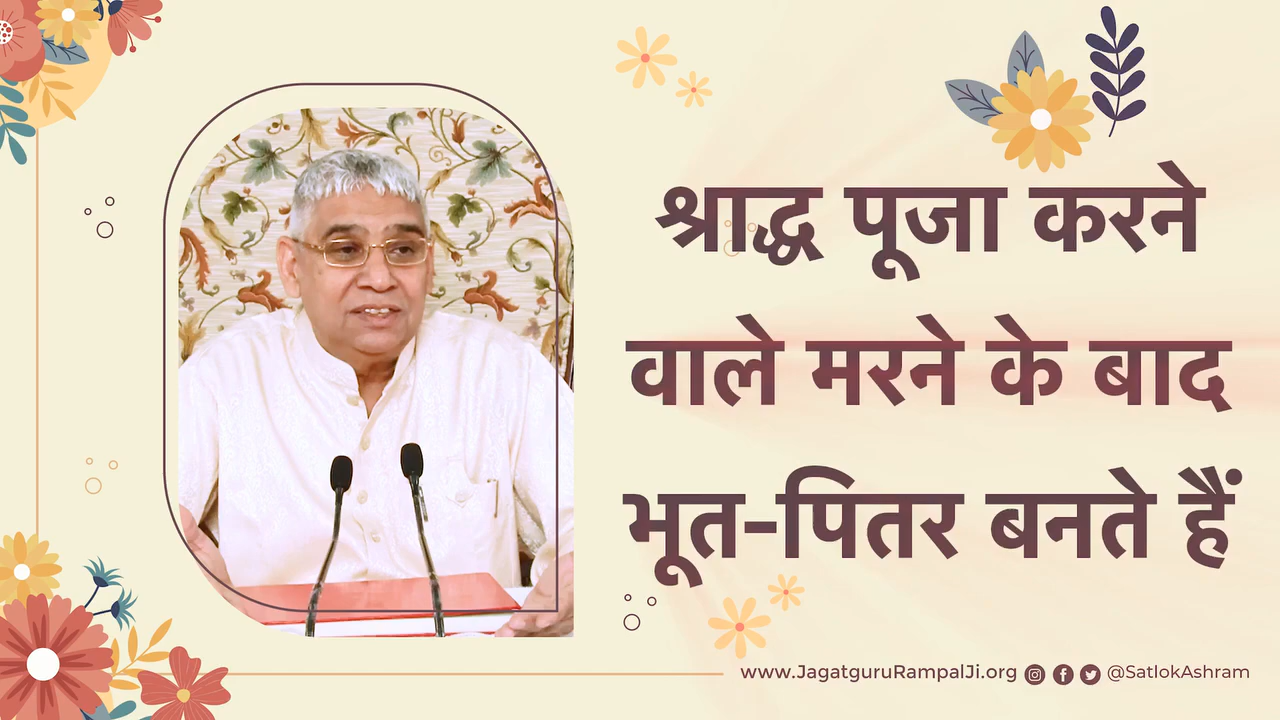 श्राद्ध पूजा करने
वाले मरने के बाद
भूत-पितर बनते हैं
www.JagatguruRampalJi.org @SatlokAshram